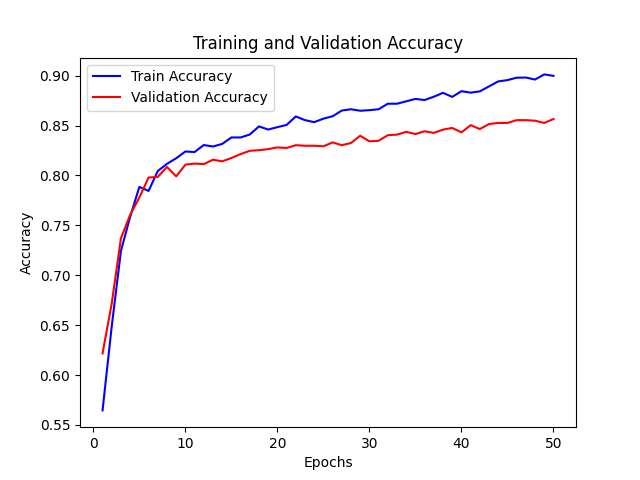 Training and Validation Accuracy
Train Accuracy
Validation Accuracy
0.90
0.85
0.80
0.75
0.70
0.65
0.60
0.55
Accuracy
0 10 20 30 40 50
Epochs